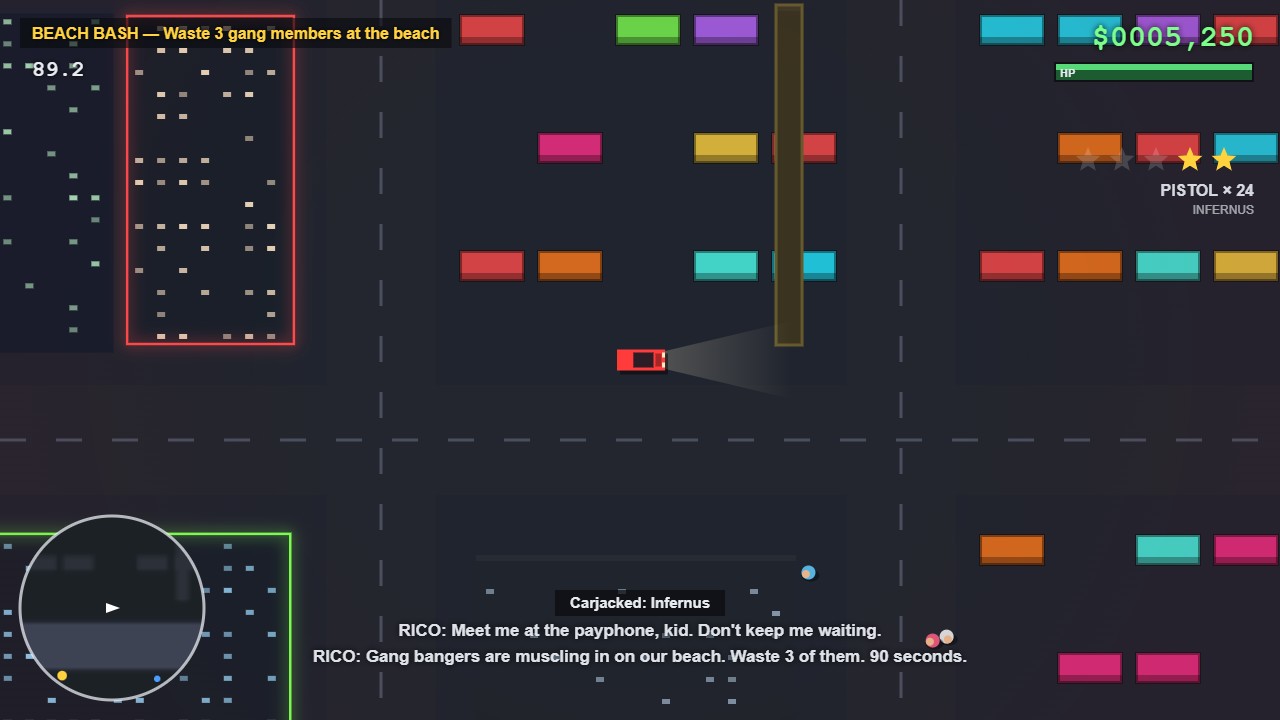 BEACH BASH — Waste 3 gang members at the beach
89.2
$0005,250
HP
PISTOL × 24
INFERNUS
Carjacked: Infernus
RICO: Meet me at the payphone, kid. Don't keep me waiting.
RICO: Gang bangers are muscling in on our beach. Waste 3 of them. 90 seconds.